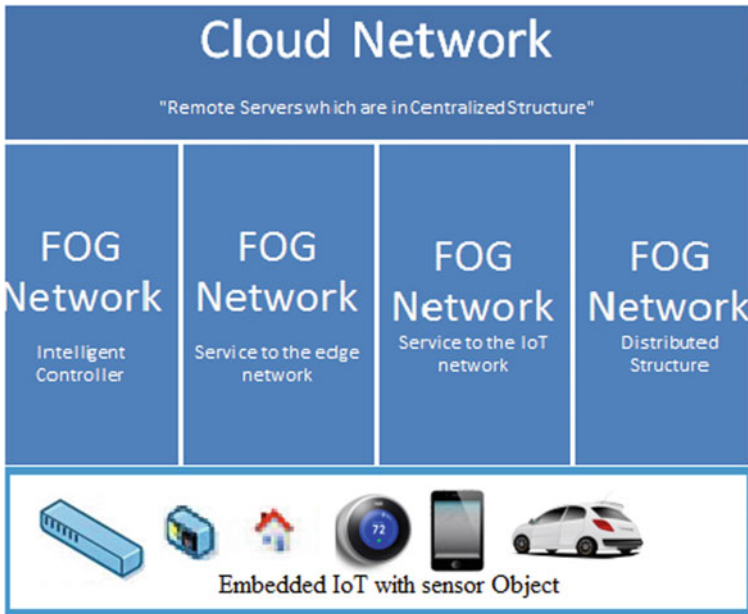 Cloud Network
"Remote Servers which are in Centralized Structure"
FOG
Network
Intelligent
Controller
FOG
Network
Service to the edge
network
FOG
Network
Service to the IoT
network
FOG
Network
Distributed
Structure
72
Embedded IoT with sensor Object